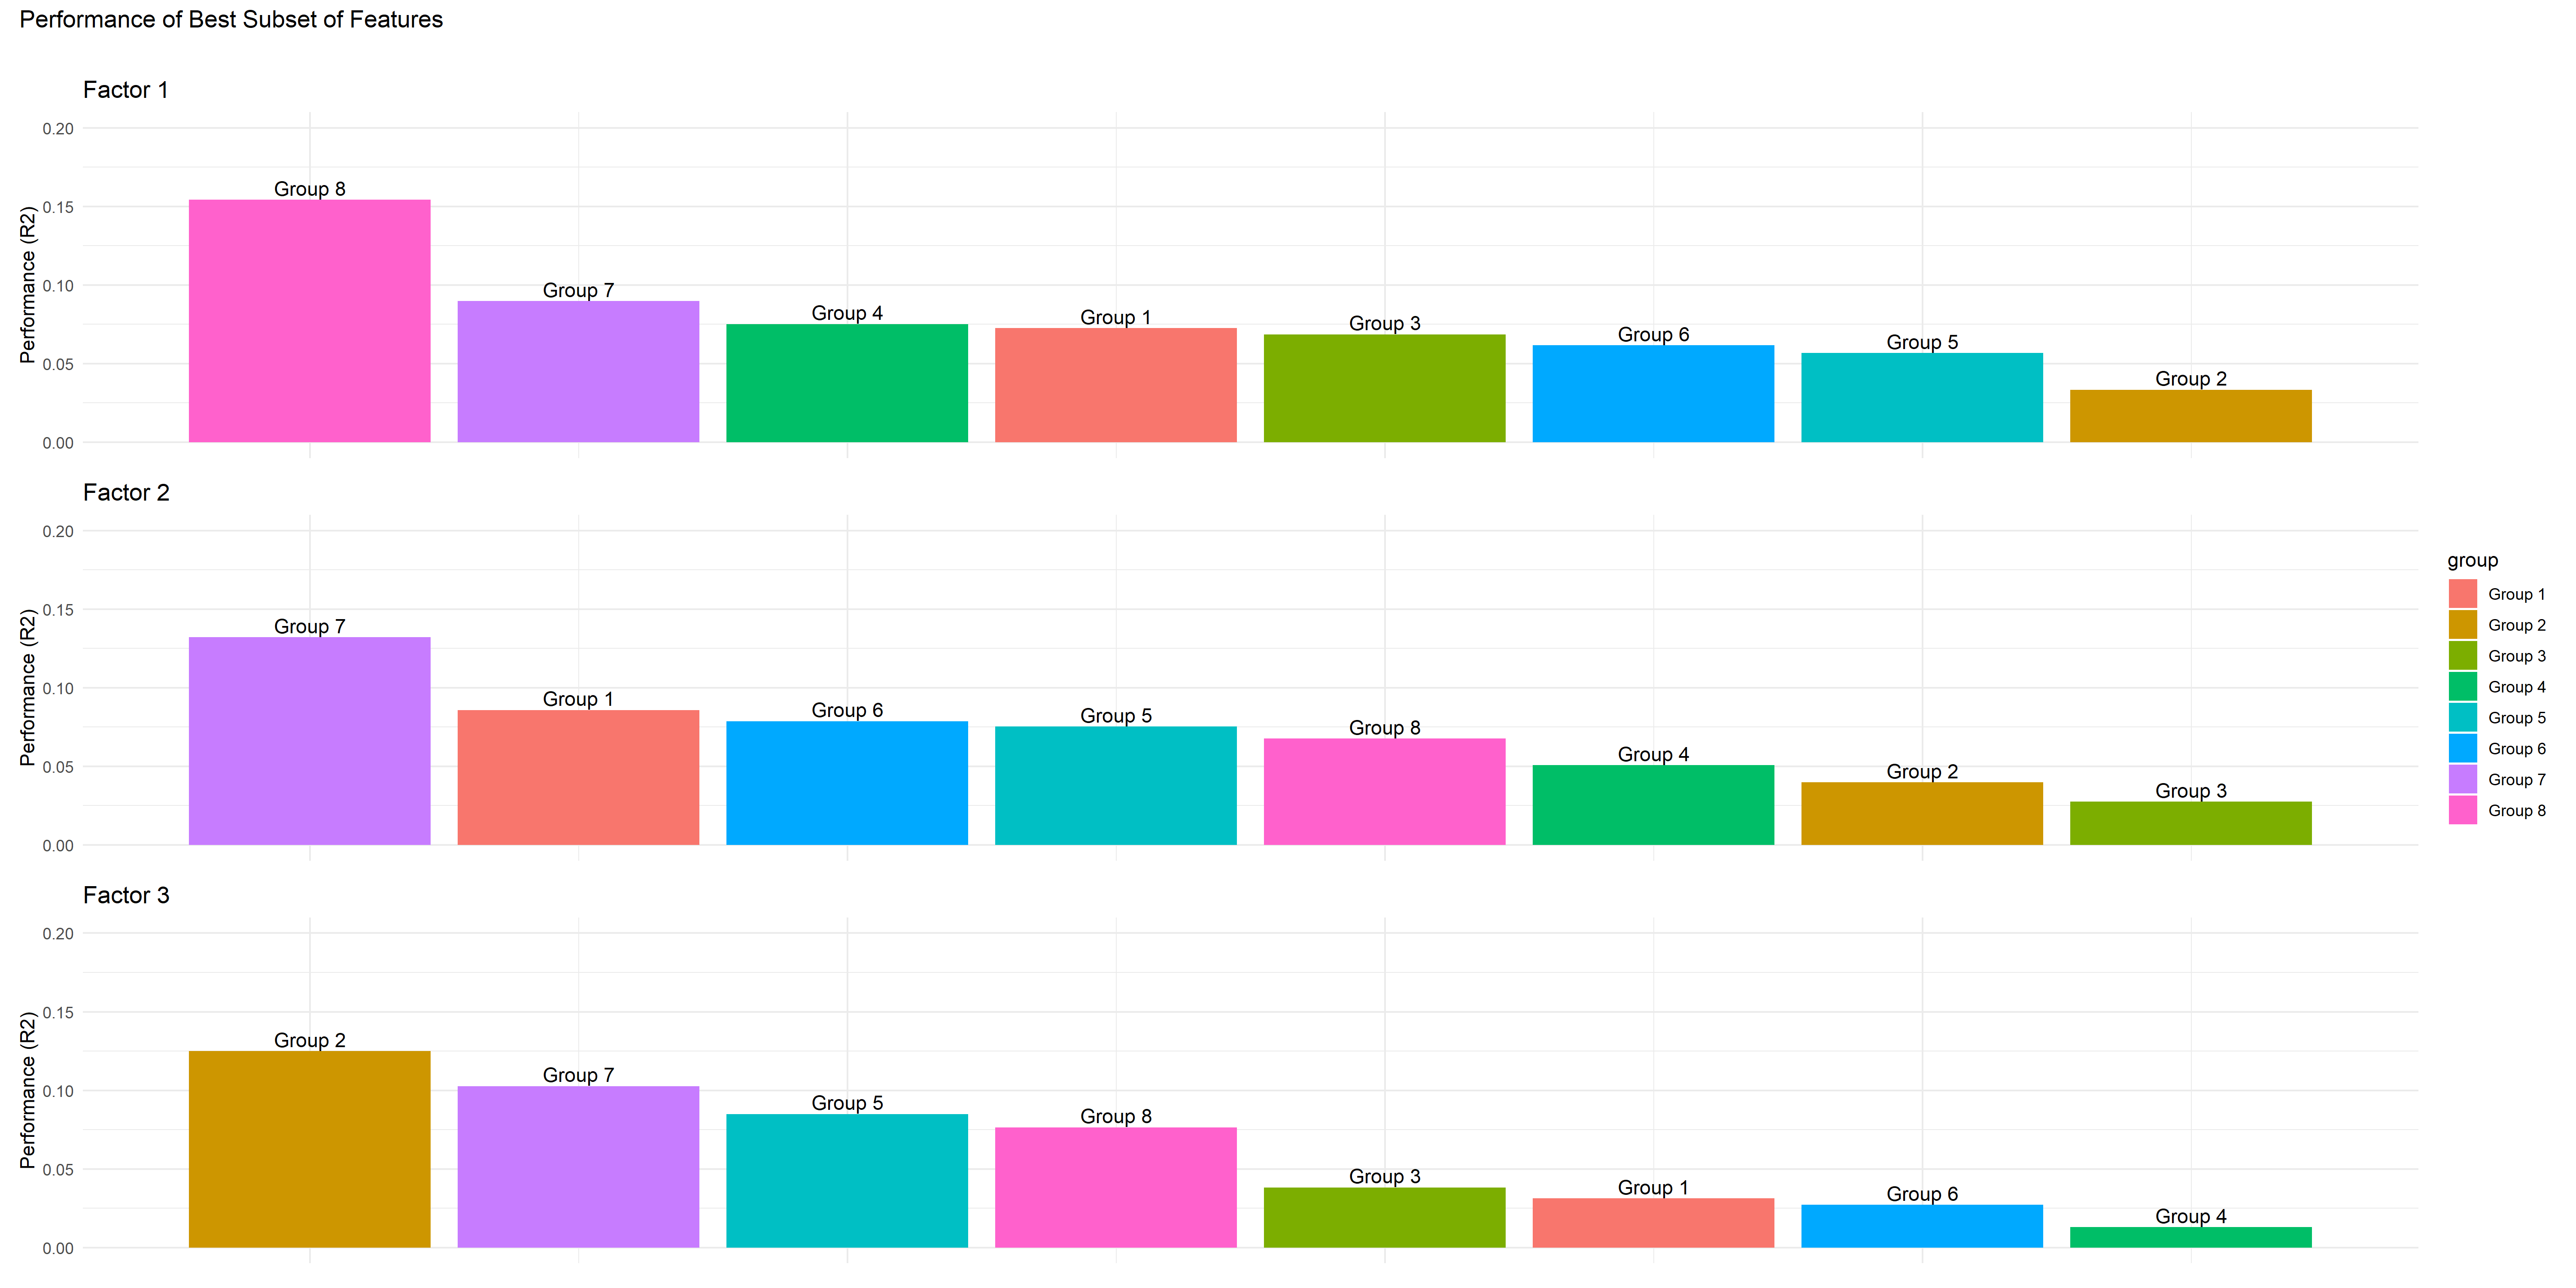 Performance of Best Subset of Features
Factor 1
Performance (R2)
0.20
0.15
0.10
0.05
0.00
Group 8
Group 7
Group 4
Group 1
Group 3
Group 6
Group 5
Group 2
Factor 2
Performance (R2)
0.20
0.15
0.10
0.05
0.00
Group 7
Group 1
Group 6
Group 5
Group 8
Group 4
Group 2
Group 3
Factor 3
Performance (R2)
0.20
0.15
0.10
0.05
0.00
Group 2
Group 7
Group 5
Group 8
Group 3
Group 1
Group 6
Group 4
group
Group 1
Group 2
Group 3
Group 4
Group 5
Group 6
Group 7
Group 8